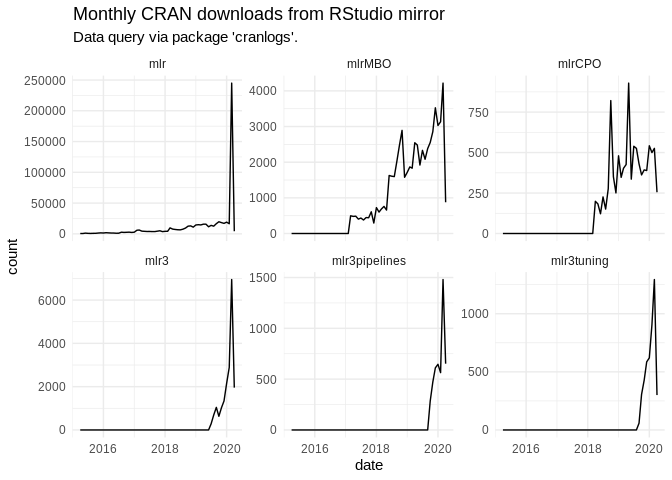 Monthly CRAN downloads from RStudio mirror
Data query via package 'cranlogs'.
mlr
mlrMBO
mlrCPO
250000
200000
150000
100000
50000
0
4000
3000
2000
1000
0
750
500
250
0
mlr3
mlr3pipelines
mlr3tuning
6000
4000
2000
0
1500
1000
500
0
1000
500
0
2016 2018 2020
2016 2018 2020
2016 2018 2020
count
date